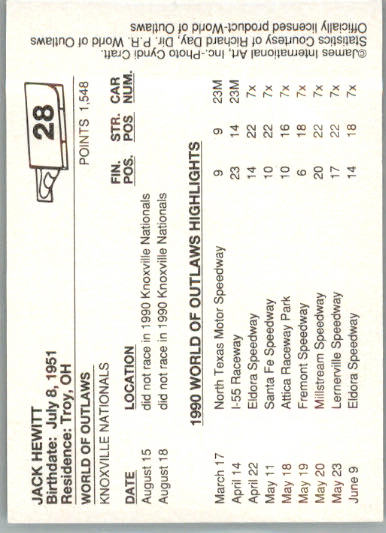 JACK HEWITT
Birthdate: July 8, 1951
Residence: Troy, OH
28
WORLD OF OUTLAWS POINTS 1,548
KNOXVILLE NATIONALS
FIN. STR. CAR
DATE LOCATION POS. POS NUM.
August 15 did not race in 1990 Knoxville Nationals
August 18 did not race in 1990 Knoxville Nationals
1990 WORLD OF OUTLAWS HIGHLIGHTS
March 17 North Texas Motor Speedway 9 9 23M
April 14 I-55 Raceway 23 14 23M
April 22 Eldora Speedway 14 22 7x
May 11 Santa Fe Speedway 10 22 7x
May 18 Attica Raceway Park 10 16 7x
May 19 Fremont Speedway 6 18 7x
May 20 Millstream Speedway 20 22 7x
May 23 Lernerville Speedway 17 22 7x
June 9 Eldora Speedway 14 18 7x
©James International Art, Inc.-Photo Cyndi Craft.
Statistics Courtesy of Richard Day, Dir. P.R. World of Outlaws
Officially licensed product-World of Outlaws